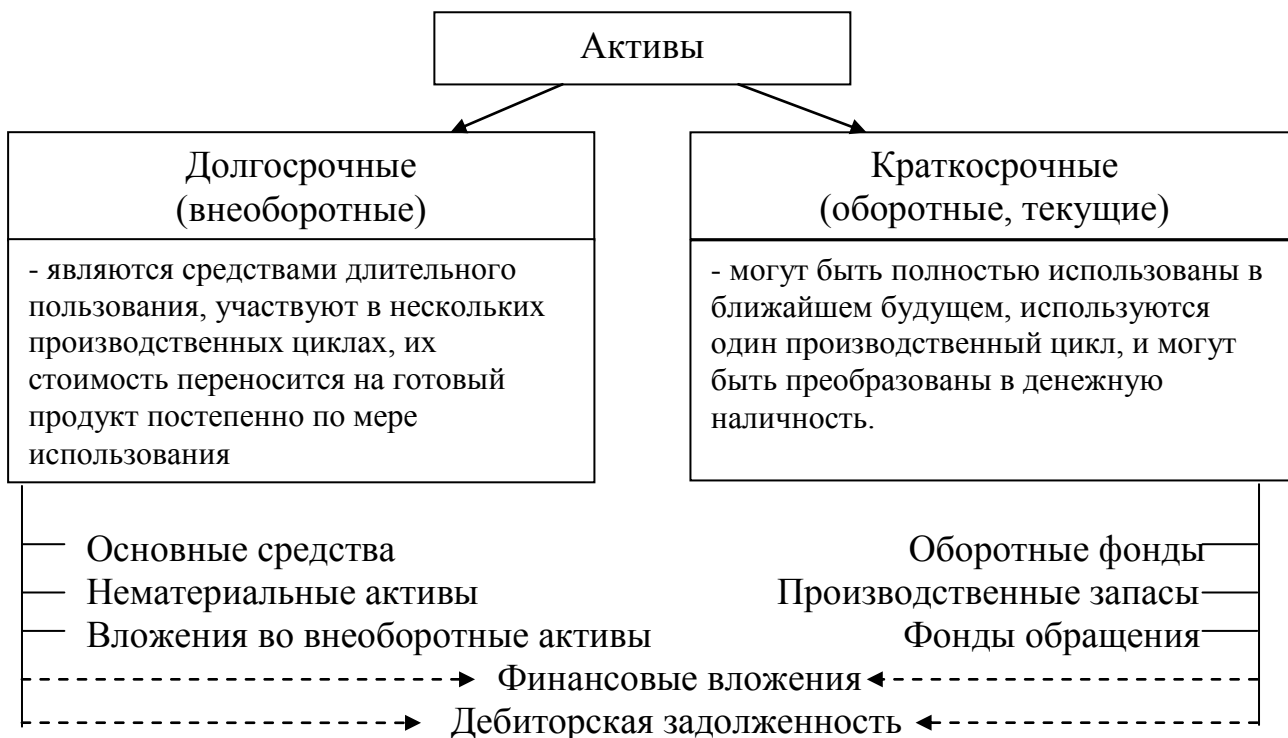 Активы
Долгосрочные
(внеоборотные)
- являются средствами длительного
пользования, участвуют в нескольких
производственных циклах, их
стоимость переносится на готовый
продукт постепенно по мере
использования
Краткосрочные
(оборотные, текущие)
- могут быть полностью использованы в
ближайшем будущем, используются
один производственный цикл, и могут
быть преобразованы в денежную
наличность.
Основные средства
Нематериальные активы
Вложения во внеоборотные активы
Оборотные фонды
Производственные запасы
Фонды обращения
Финансовые вложения
Дебиторская задолженность